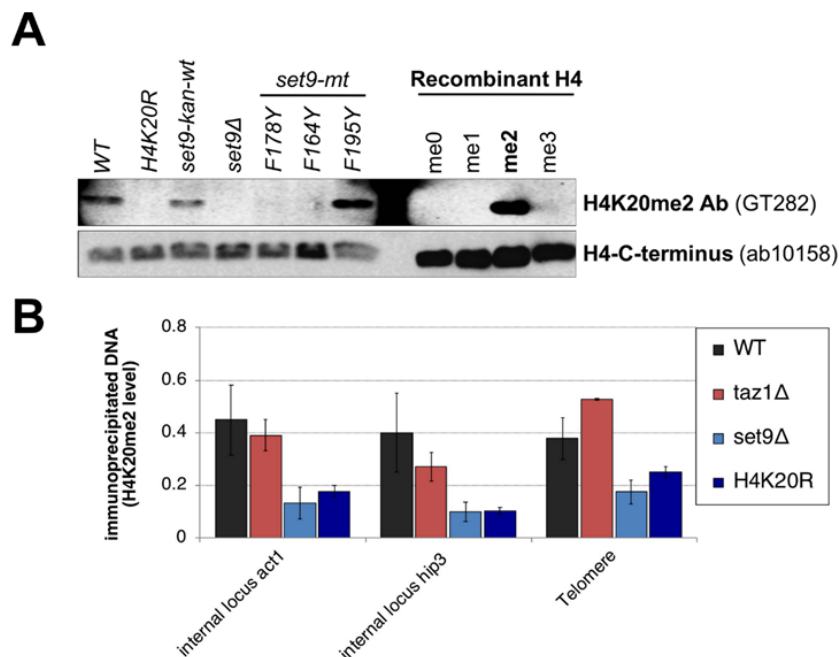 A
set9-mt
Recombinant H4
WT
H4K20R
set9-kan-wt
set9Δ
F178Y
F164Y
F195Y
me0
me1
me2
me3
H4K20me2 Ab (GT282)
H4-C-terminus (ab10158)
B
immunoprecipitated DNA
(H4K20me2 level)
0.8
0.6
0.4
0.2
0
internal locus act1
internal locus hip3
Telomere
WT
taz1Δ
set9Δ
H4K20R